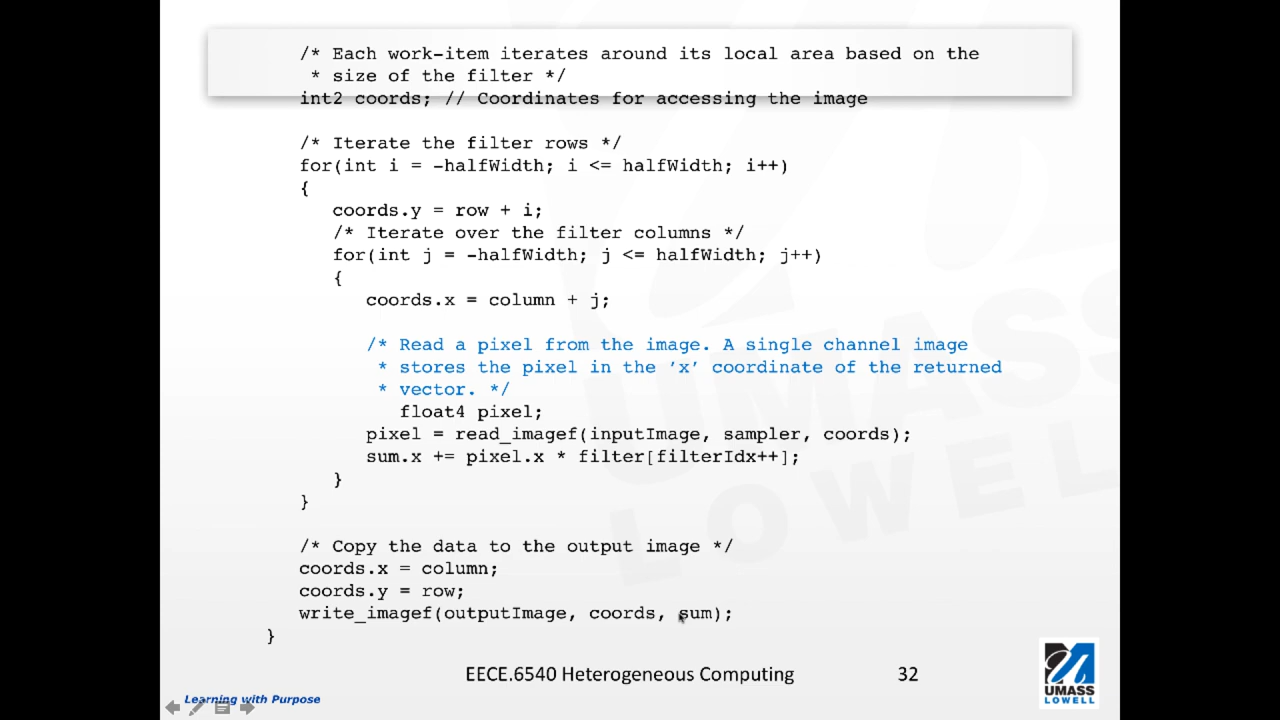 /* Each work-item iterates around its local area based on the
* size of the filter */
int2 coords; // Coordinates for accessing the image
/* Iterate the filter rows */
for(int i = -halfWidth; i <= halfWidth; i++)
{
coords.y = row + i;
/* Iterate over the filter columns */
for(int j = -halfWidth; j <= halfWidth; j++)
{
coords.x = column + j;
/* Read a pixel from the image. A single channel image
* stores the pixel in the ’x’ coordinate of the returned
* vector. */
float4 pixel;
pixel = read_imagef(inputImage, sampler, coords);
sum.x += pixel.x * filter[filterIdx++];
}
}
/* Copy the data to the output image */
coords.x = column;
coords.y = row;
write_imagef(outputImage, coords, sum);
}
EECE.6540 Heterogeneous Computing 32
Learning with Purpose
UMASS
LOWELL
UMASS
LOWELL